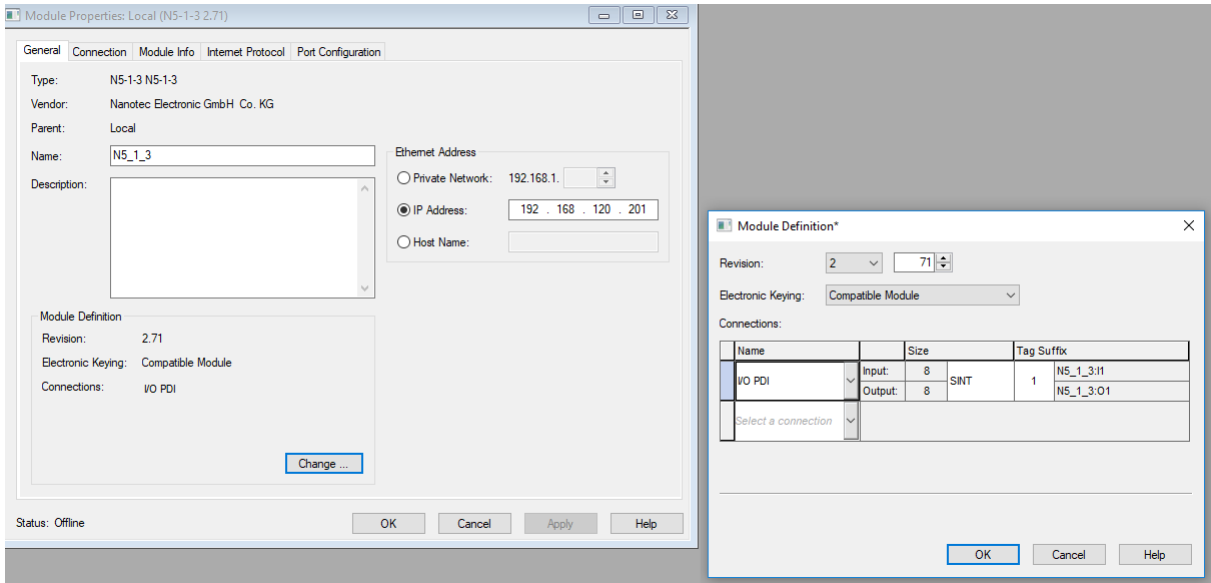 Module Properties: Local (N5-1-3 2.71)
General Connection Module Info Internet Protocol Port Configuration
Type: N5-1-3 N5-1-3
Vendor: Nanotec Electronic GmbH Co. KG
Parent: Local
Name: N5_1_3
Description:
Ethernet Address
Private Network: 192.168.1.
IP Address: 192 . 168 . 120 . 201
Host Name:
Module Definition
Revision: 2.71
Electronic Keying: Compatible Module
Connections: I/O PDI
Change ...
Status: Offline
OK Cancel Apply Help
Module Definition*
Revision: 2 71
Electronic Keying: Compatible Module
Connections:
Name Size Tag Suffix
I/O PDI Input: 8 SINT 1 N5_1_3:I1
Output: 8 N5_1_3:O1
Select a connection
OK Cancel Help